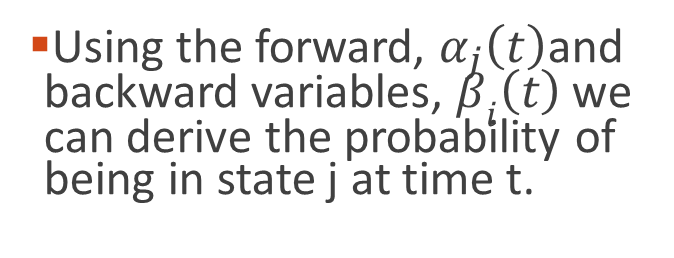 ▪Using the forward, 𝛼ⱼ(𝑡)and
backward variables, 𝛽ᵢ(𝑡) we
can derive the probability of
being in state j at time t.